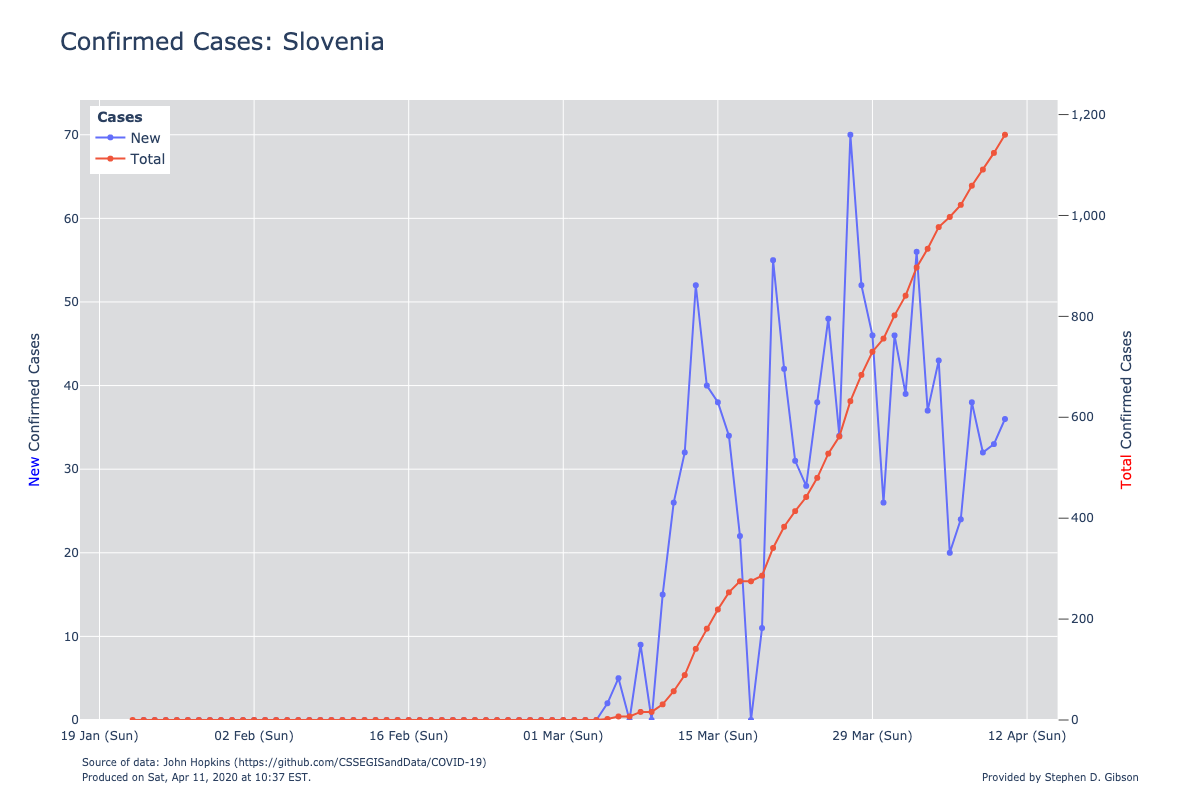 Confirmed Cases: Slovenia
Cases
New
Total
70
60
50
40
30
20
10
0
New Confirmed Cases
1,200
1,000
800
600
400
200
0
Total Confirmed Cases
19 Jan (Sun)
02 Feb (Sun)
16 Feb (Sun)
01 Mar (Sun)
15 Mar (Sun)
29 Mar (Sun)
12 Apr (Sun)
Source of data: John Hopkins (https://github.com/CSSEGISandData/COVID-19)
Produced on Sat, Apr 11, 2020 at 10:37 EST.
Provided by Stephen D. Gibson